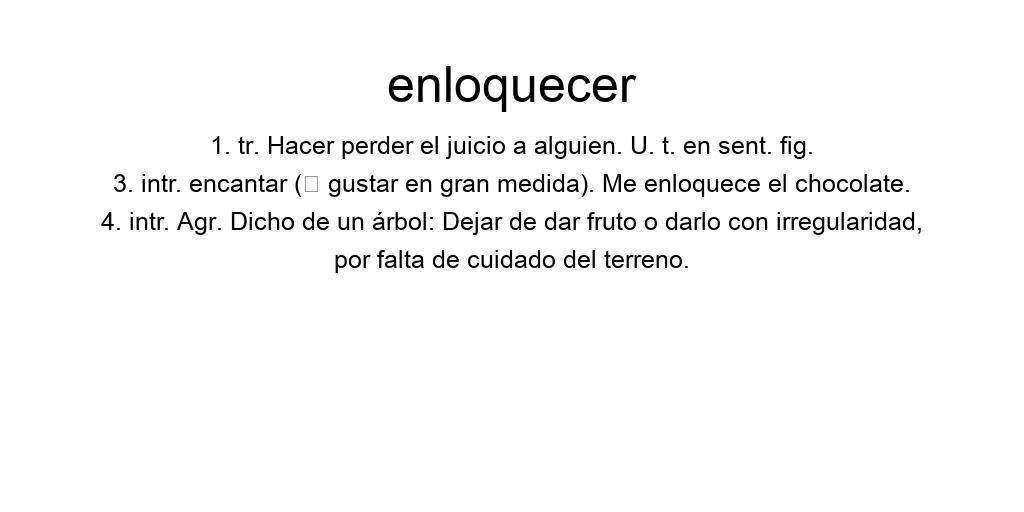 enloquecer
1. tr. Hacer perder el juicio a alguien. U. t. en sent. fig.
3. intr. encantar (▯ gustar en gran medida). Me enloquece el chocolate.
4. intr. Agr. Dicho de un árbol: Dejar de dar fruto o darlo con irregularidad,
por falta de cuidado del terreno.